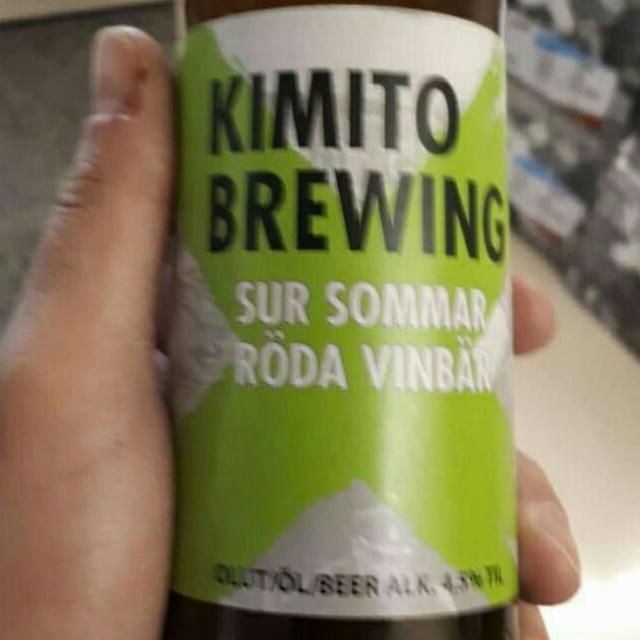 KIMITO
BREWING
SUR SOMMAR
RÖDA VINBÄR
OLUT/ÖL/BEER ALK. 4,5%